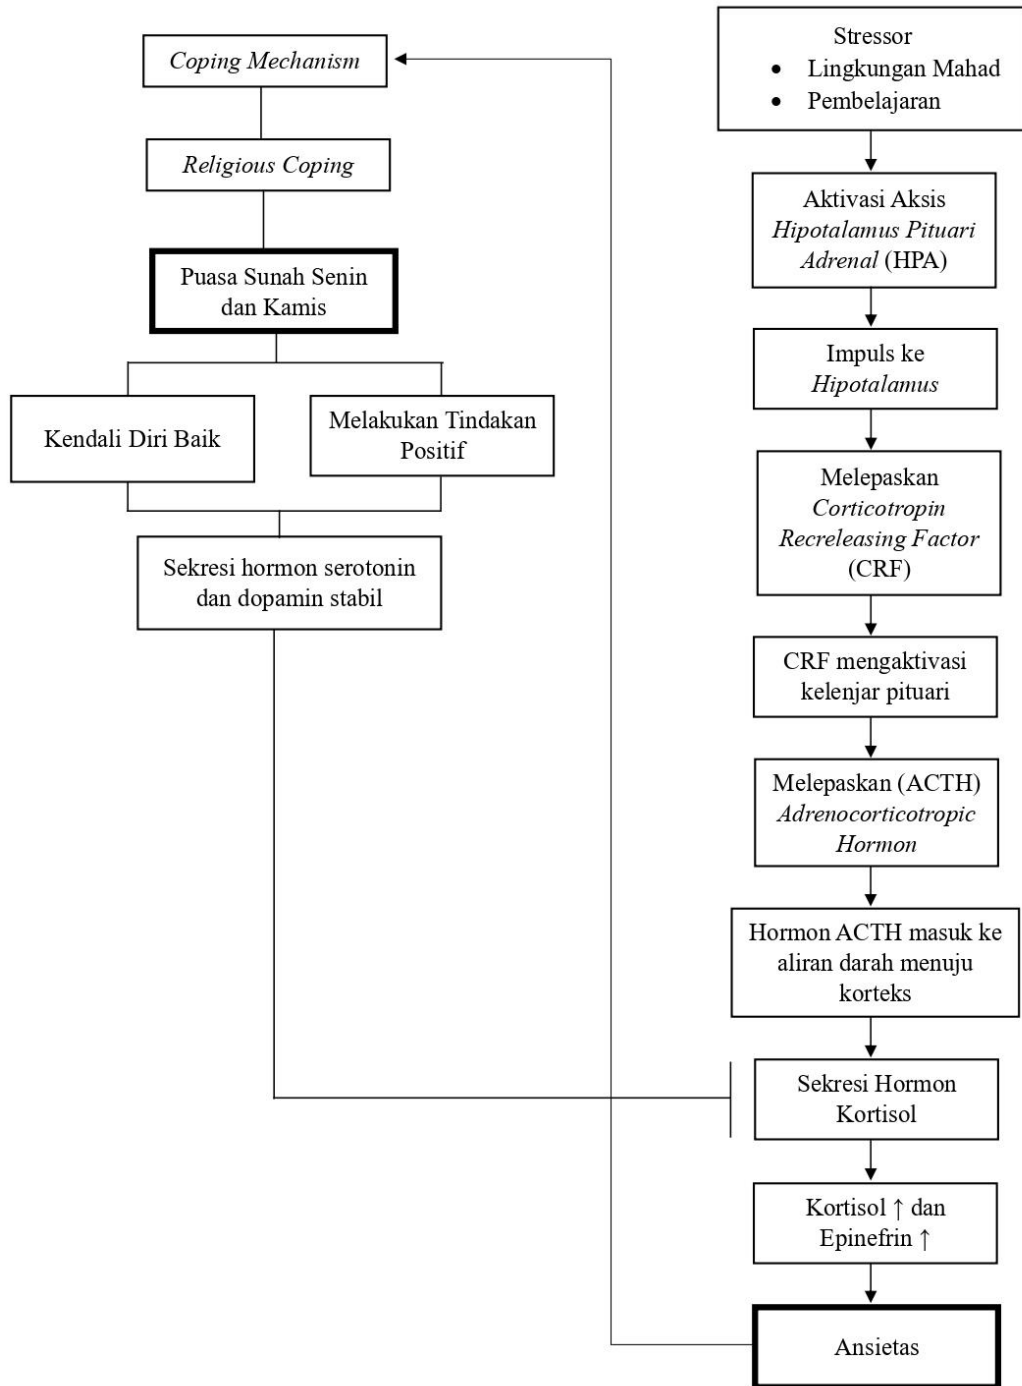 Coping Mechanism
Religious Coping
Puasa Sunah Senin
dan Kamis
Kendali Diri Baik
Melakukan Tindakan
Positif
Sekresi hormon serotonin
dan dopamin stabil
Stressor
• Lingkungan Mahad
• Pembelajaran
Aktivasi Aksis
Hipotalamus Pituari
Adrenal (HPA)
Impuls ke
Hipotalamus
Melepaskan
Corticotropin
Recreleasing Factor
(CRF)
CRF mengaktivasi
kelenjar pituari
Melepaskan (ACTH)
Adrenocorticotropic
Hormon
Hormon ACTH masuk ke
aliran darah menuju
korteks
Sekresi Hormon
Kortisol
Kortisol ↑ dan
Epinefrin ↑
Ansietas